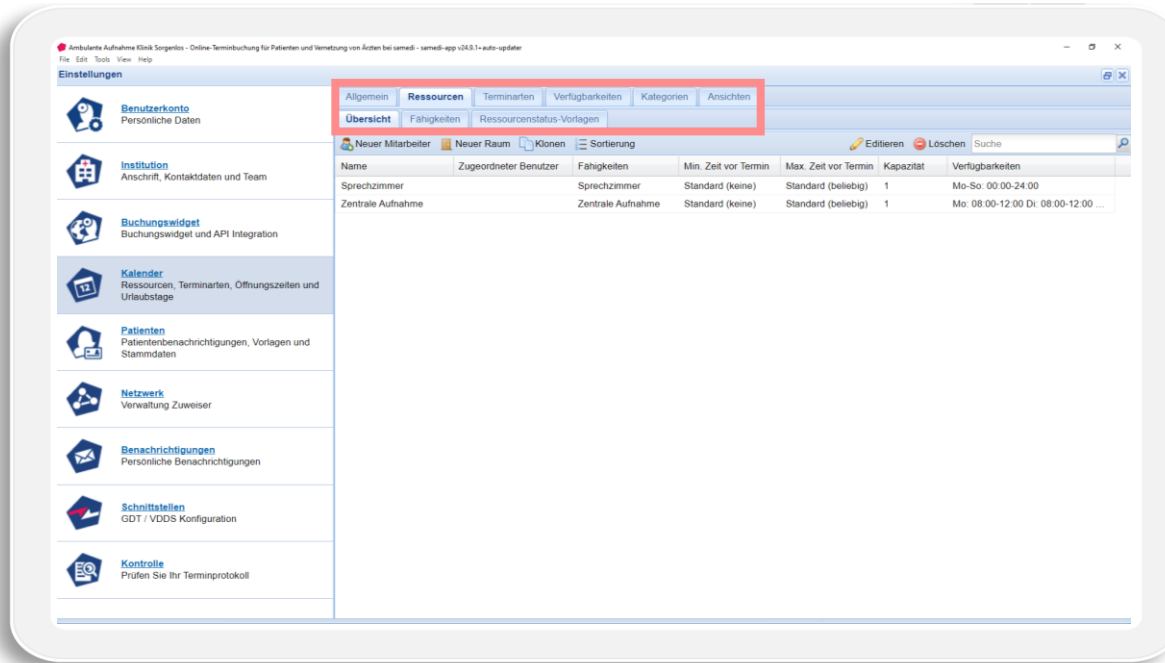 Ambulante Aufnahme Klinik Sorgenlos - Online-Terminbuchung für Patienten und Vernetzung von Ärzten bei samedi - samedi-app v24.9.1+auto-updater
File Edit Tools View Help
Einstellungen
Benutzerkonto
Persönliche Daten
Institution
Anschrift, Kontaktdaten und Team
Buchungswidget
Buchungswidget und API Integration
12
Kalender
Ressourcen, Terminarten, Öffnungszeiten und
Urlaubstage
Patienten
Patientenbenachrichtigungen, Vorlagen und
Stammdaten
Netzwerk
Verwaltung Zuweiser
Benachrichtigungen
Persönliche Benachrichtigungen
Schnittstellen
GDT / VDDS Konfiguration
Kontrolle
Prüfen Sie Ihr Terminprotokoll
Allgemein Ressourcen Terminarten Verfügbarkeiten Kategorien Ansichten
Übersicht Fähigkeiten Ressourcenstatus-Vorlagen
Neuer Mitarbeiter Neuer Raum Klonen Sortierung Editieren Löschen Suche
Name Zugeordneter Benutzer Fähigkeiten Min. Zeit vor Termin Max. Zeit vor Termin Kapazität Verfügbarkeiten
Sprechzimmer Sprechzimmer Standard (keine) Standard (beliebig) 1 Mo-So: 00:00-24:00
Zentrale Aufnahme Zentrale Aufnahme Standard (keine) Standard (beliebig) 1 Mo: 08:00-12:00 Di: 08:00-12:00 ...